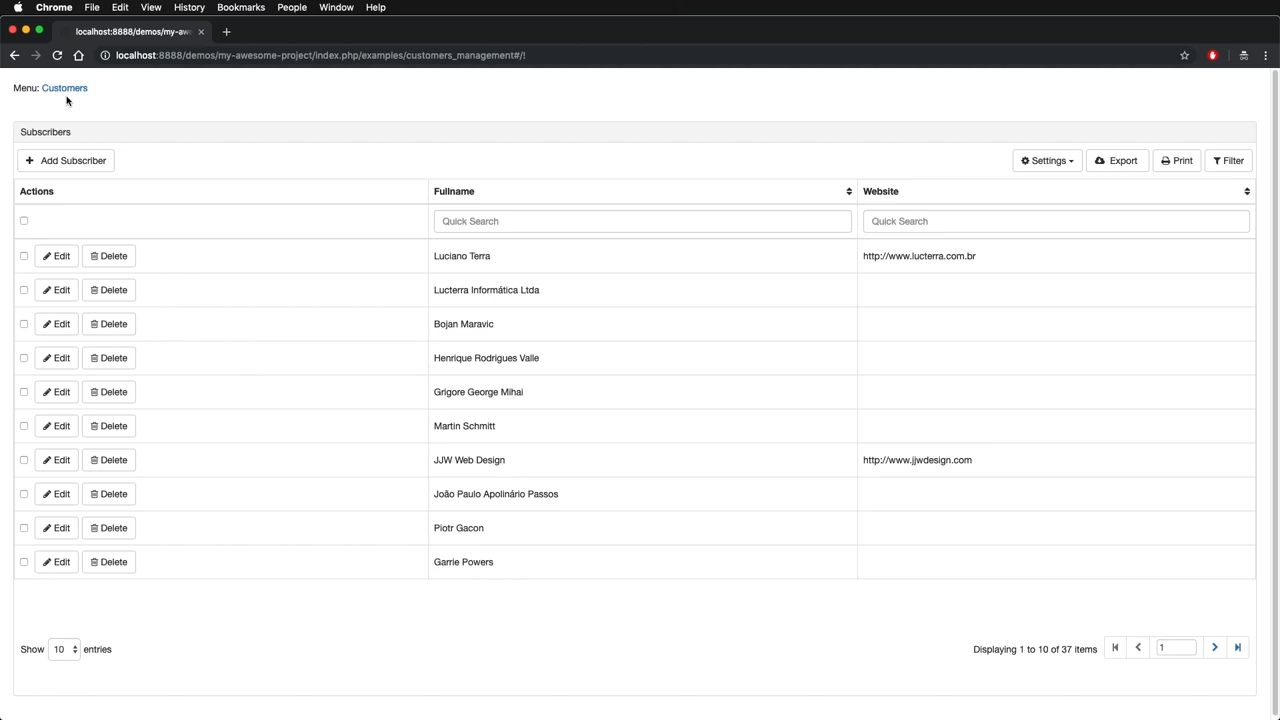 Chrome File Edit View History Bookmarks People Window Help
localhost:8888/demos/my-aw
localhost:8888/demos/my-awesome-project/index.php/examples/customers_management#/!
Menu: Customers
Subscribers
Add Subscriber Settings Export Print Filter
Actions Fullname Website
Quick Search Quick Search
Edit Delete Luciano Terra http://www.lucterra.com.br
Edit Delete Lucterra Informática Ltda
Edit Delete Bojan Maravic
Edit Delete Henrique Rodrigues Valle
Edit Delete Grigore George Mihai
Edit Delete Martin Schmitt
Edit Delete JJW Web Design http://www.jjwdesign.com
Edit Delete João Paulo Apolinário Passos
Edit Delete Piotr Gacon
Edit Delete Garrie Powers
Show 10 entries Displaying 1 to 10 of 37 items 1